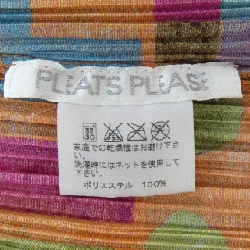 PLEATS PLEASE
家庭での乾燥機はお避け下さい。
洗濯時にはネットを使用して
下さい。
ポリエステル 100%